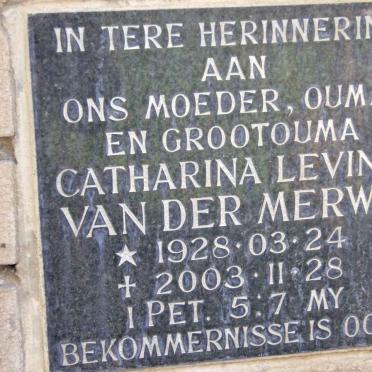 IN TERE HERINNERIN
AAN
ONS MOEDER, OUMA
EN GROOTOUMA
CATHARINA LEVIN
VAN DER MERW
★ 1928·03·24
✝ 2003·11·28
1 PET. 5:7 MY
BEKOMMERNISSE IS OO